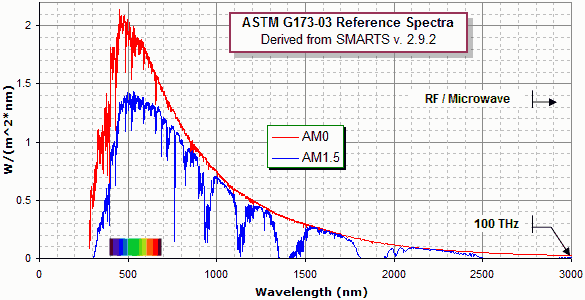 ASTM G173-03 Reference Spectra
Derived from SMARTS v. 2.9.2
W/(m^2*nm)
2
1.5
1
0.5
0
RF / Microwave
AM0
AM1.5
100 THz
0 500 1000 1500 2000 2500 3000
Wavelength (nm)